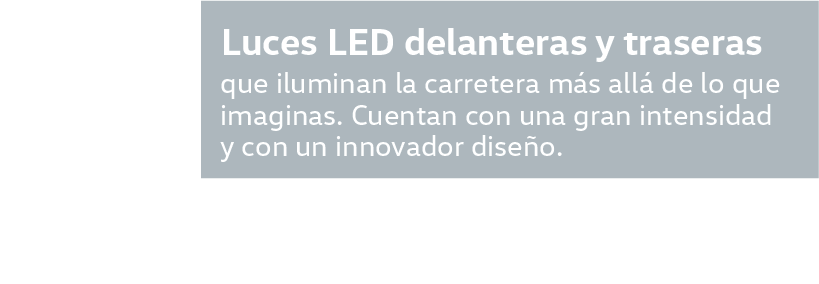 Luces LED delanteras y traseras
que iluminan la carretera más allá de lo que
imaginas. Cuentan con una gran intensidad
y con un innovador diseño.